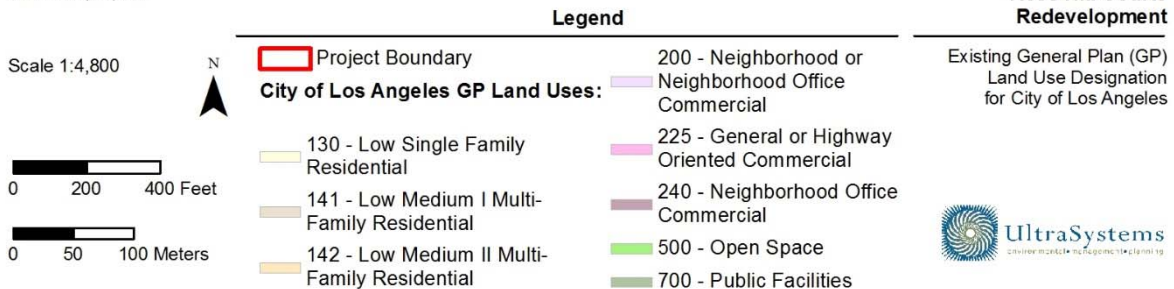 Scale 1:4,800
N
0 200 400 Feet
0 50 100 Meters
Legend
Project Boundary
City of Los Angeles GP Land Uses:
130 - Low Single Family
Residential
141 - Low Medium I Multi-
Family Residential
142 - Low Medium II Multi-
Family Residential
200 - Neighborhood or
Neighborhood Office
Commercial
225 - General or Highway
Oriented Commercial
240 - Neighborhood Office
Commercial
500 - Open Space
700 - Public Facilities
Redevelopment
Existing General Plan (GP)
Land Use Designation
for City of Los Angeles
UltraSystems
environmental•management•planning